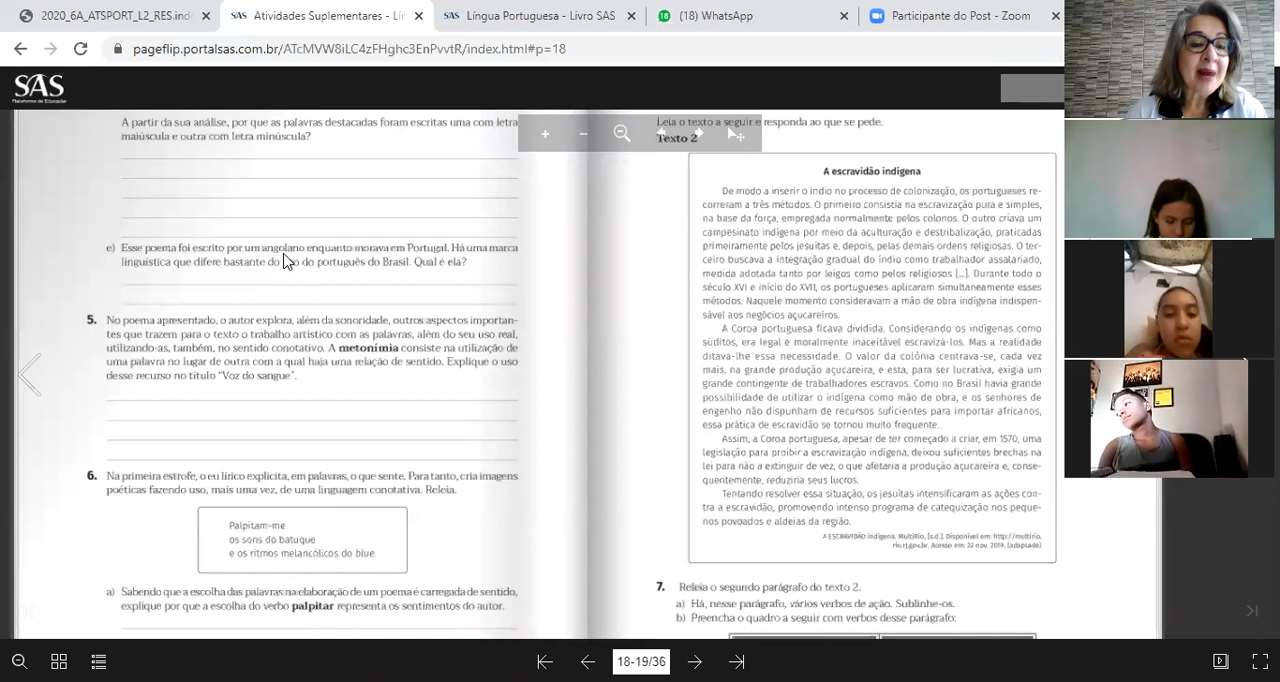 2020_6A_ATSPORT_L2_RES.ind
Atividades Suplementares - Lín
Língua Portuguesa - Livro SAS
(18) WhatsApp
Participante do Post - Zoom
pageflip.portalsas.com.br/ATcMVW8iLC4zFHghc3EnPvvtR/index.html#p=18
SAS
Plataforma de Educação
A partir da sua análise, por que as palavras destacadas foram escritas uma com letra
maiúscula e outra com letra minúscula?
e) Esse poema foi escrito por um angolano enquanto morava em Portugal. Há uma marca
linguística que difere bastante do do português do Brasil. Qual é ela?
5. No poema apresentado, o autor explora, além da sonoridade, outros aspectos importan-
tes que trazem para o texto o trabalho artístico com as palavras, além do seu uso real,
utilizando-as, também, no sentido conotativo. A metonímia consiste na utilização de
uma palavra no lugar de outra com a qual haja uma relação de sentido. Explique o uso
desse recurso no título “Voz do sangue”.
6. Na primeira estrofe, o eu lírico explicita, em palavras, o que sente. Para tanto, cria imagens
poéticas fazendo uso, mais uma vez, de uma linguagem conotativa. Releia.
Palpitam-me
os sons do batuque
e os ritmos melancólicos do blue.
a) Sabendo que a escolha das palavras na elaboração de um poema é carregada de sentido,
explique por que a escolha do verbo palpitar representa os sentimentos do autor.
Leia o texto a seguir e responda ao que se pede.
Texto 2
A escravidão indígena
De modo a inserir o índio no processo de colonização, os portugueses re-
correram a três métodos. O primeiro consistia na escravização pura e simples,
na base da força, empregada normalmente pelos colonos. O outro criava um
campesinato indígena por meio da aculturação e destribalização, praticadas
primeiramente pelos jesuítas e, depois, pelas demais ordens religiosas. O ter-
ceiro buscava a integração gradual do índio como trabalhador assalariado,
medida adotada tanto por leigos como pelos religiosos [...]. Durante todo o
século XVI e início do XVII, os portugueses aplicaram simultaneamente esses
métodos. Naquele momento consideravam a mão de obra indígena indispen-
sável aos negócios açucareiros.
A Coroa portuguesa ficava dividida. Considerando os indígenas como
súditos, era legal e moralmente inaceitável escravizá-los. Mas a realidade
ditava-lhe essa necessidade. O valor da colônia centrava-se, cada vez
mais, na grande produção açucareira, e esta, para ser lucrativa, exigia um
grande contingente de trabalhadores escravos. Como no Brasil havia grande
possibilidade de utilizar o indígena como mão de obra, e os senhores de
engenho não dispunham de recursos suficientes para importar africanos,
essa prática de escravidão se tornou muito frequente.
Assim, a Coroa portuguesa, apesar de ter começado a criar, em 1570, uma
legislação para proibir a escravização indígena, deixou suficientes brechas na
lei para não a extinguir de vez, o que afetaria a produção açucareira e, conse-
quentemente, reduziria seus lucros.
Tentando resolver essa situação, os jesuítas intensificaram as ações con-
tra a escravidão, promovendo intenso programa de catequização nos peque-
nos povoados e aldeias da região.
A ESCRAVIDÃO indígena. MultiRio, [s.d.]. Disponível em: http://multirio.
rio.rj.gov.br. Acesso em: 22 nov. 2019. (adaptado)
7. Releia o segundo parágrafo do texto 2.
a) Há, nesse parágrafo, vários verbos de ação. Sublinhe-os.
b) Preencha o quadro a seguir com verbos desse parágrafo:
18-19/36